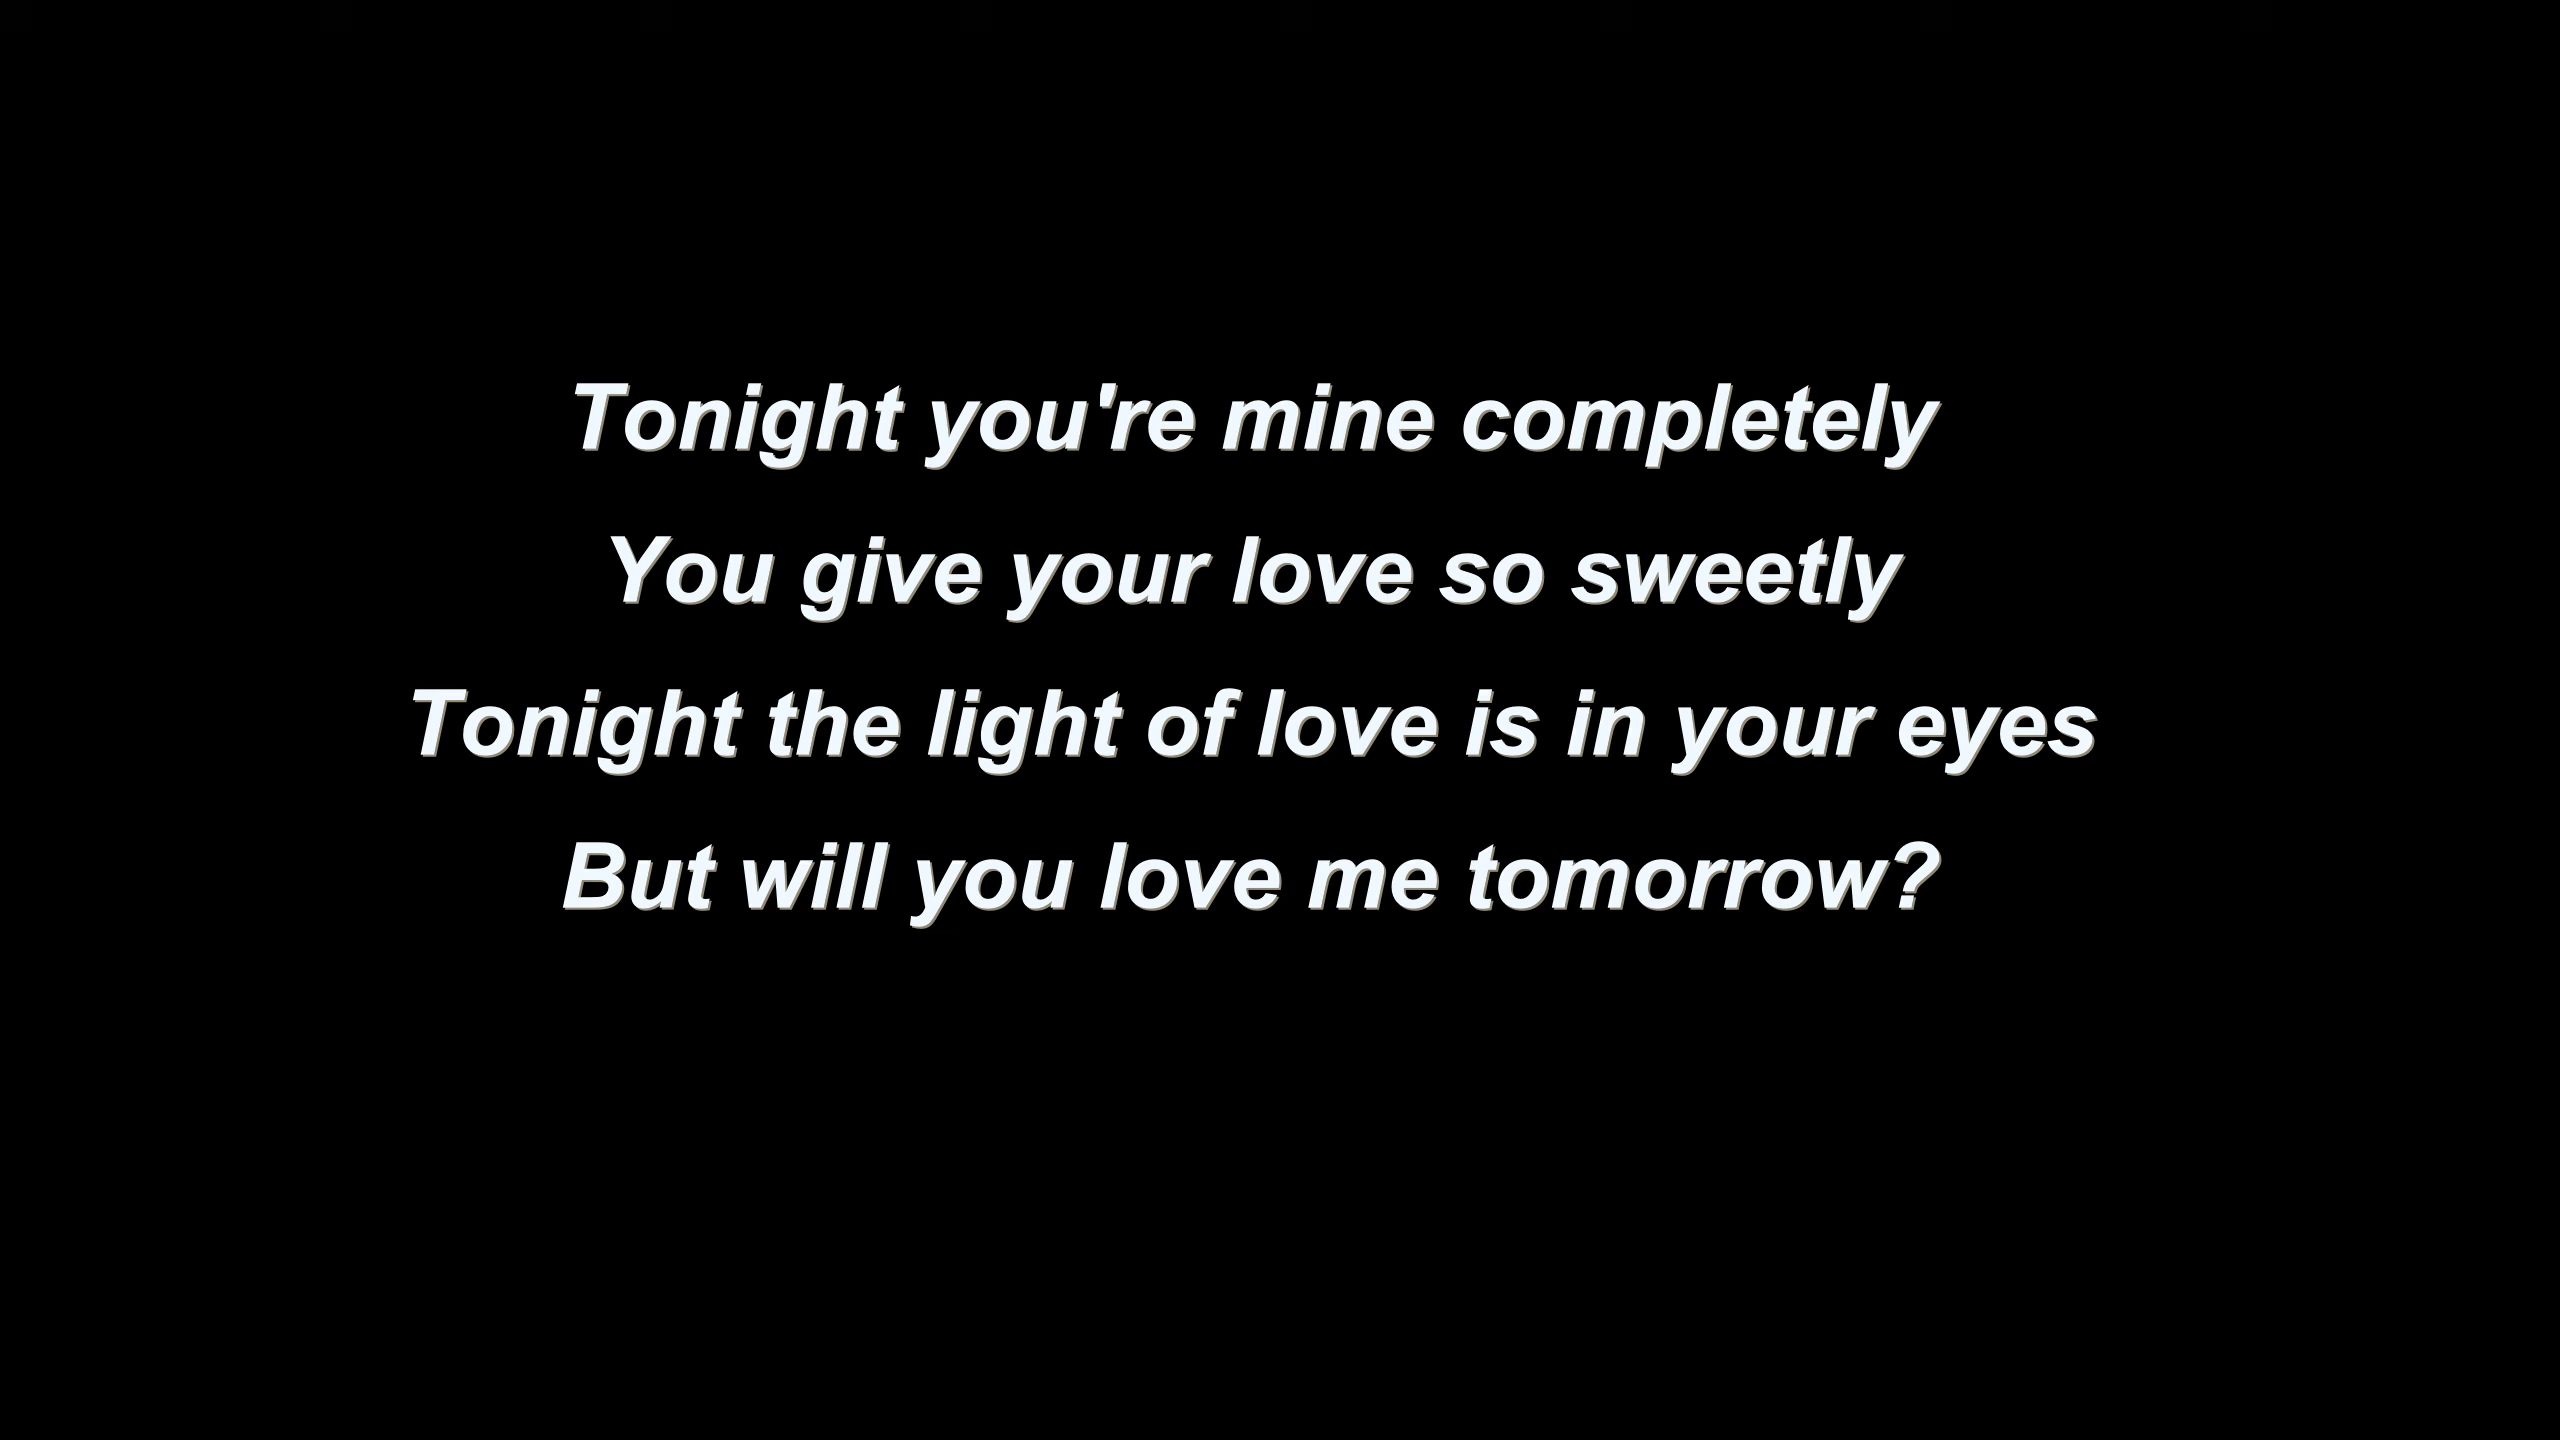 Tonight you're mine completely
You give your love so sweetly
Tonight the light of love is in your eyes
But will you love me tomorrow?